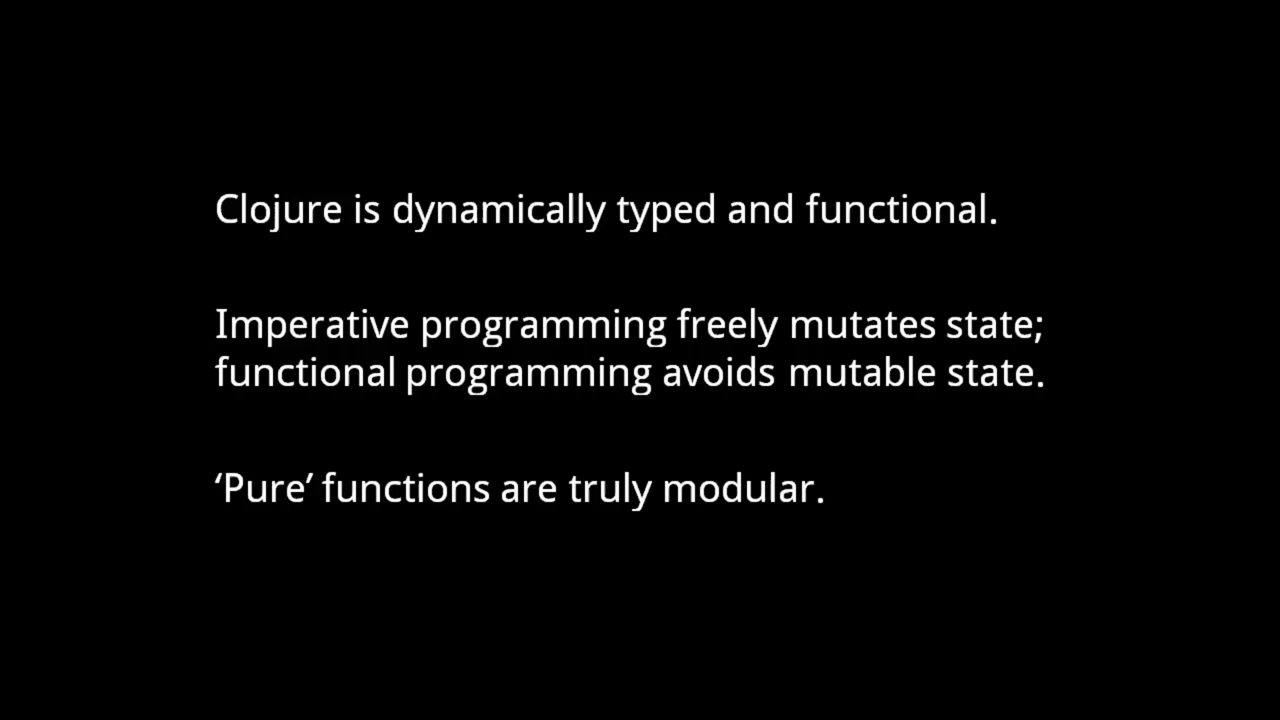 Clojure is dynamically typed and functional.
Imperative programming freely mutates state;
functional programming avoids mutable state.
‘Pure’ functions are truly modular.